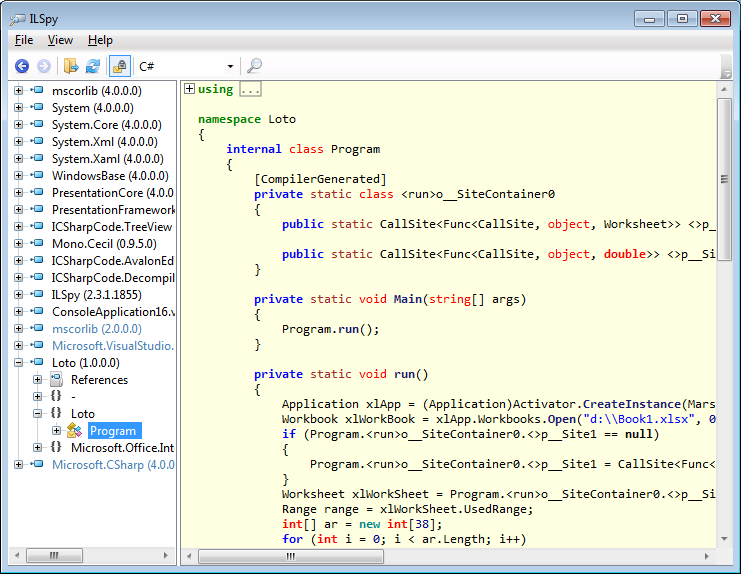 ILSpy
File View Help
C#
mscorlib (4.0.0.0)
System (4.0.0.0)
System.Core (4.0.0.0)
System.Xml (4.0.0.0)
System.Xaml (4.0.0.0)
WindowsBase (4.0.0.0)
PresentationCore (4.0.0
PresentationFramework
ICSharpCode.TreeView
Mono.Cecil (0.9.5.0)
ICSharpCode.AvalonEd
ICSharpCode.Decompil
ILSpy (2.3.1.1855)
ConsoleApplication16.v
mscorlib (2.0.0.0)
Microsoft.VisualStudio.
Loto (1.0.0.0)
References
{} -
{} Loto
Program
{} Microsoft.Office.Int
Microsoft.CSharp (4.0.0
using ...
namespace Loto
{
internal class Program
{
[CompilerGenerated]
private static class <run>o__SiteContainer0
{
public static CallSite<Func<CallSite, object, Worksheet>> <>p_
public static CallSite<Func<CallSite, object, double>> <>p__Si
}
private static void Main(string[] args)
{
Program.run();
}
private static void run()
{
Application xlApp = (Application)Activator.CreateInstance(Mars
Workbook xlWorkBook = xlApp.Workbooks.Open("d:\\Book1.xlsx", 0
if (Program.<run>o__SiteContainer0.<>p__Site1 == null)
{
Program.<run>o__SiteContainer0.<>p__Site1 = CallSite<Func<
}
Worksheet xlWorkSheet = Program.<run>o__SiteContainer0.<>p__Si
Range range = xlWorkSheet.UsedRange;
int[] ar = new int[38];
for (int i = 0; i < ar.Length; i++)